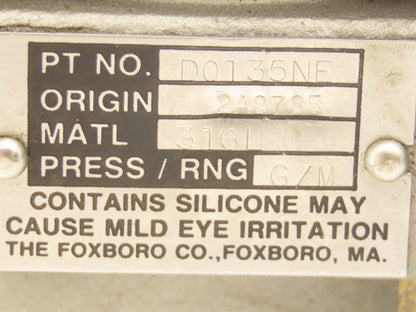 PT NO. D0135NE
ORIGIN 2A8785
MATL 316L
PRESS / RNG G/M
CONTAINS SILICONE MAY
CAUSE MILD EYE IRRITATION
THE FOXBORO CO., FOXBORO, MA.